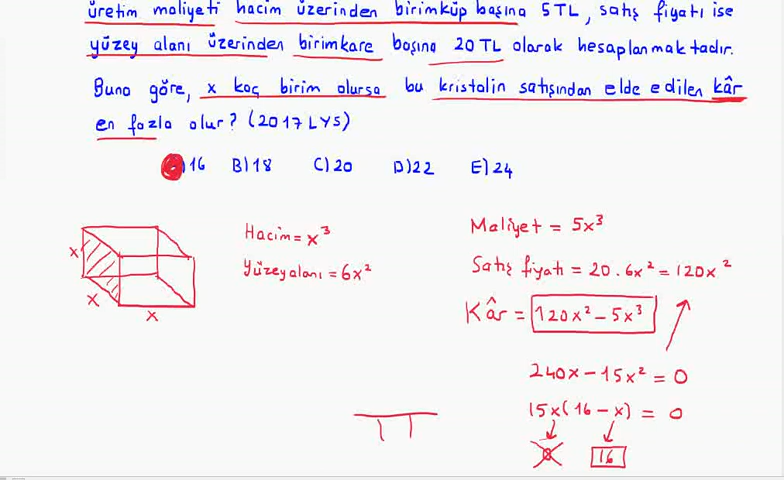 üretim maliyeti hacim üzerinden birimküp başına 5TL, satış fiyatı ise
yüzey alanı üzerinden birimkare başına 20 TL olarak hesaplanmaktadır.
Buna göre, x kaç birim olursa bu kristalin satışından elde edilen kâr
en fazla olur? (2017 LYS)
16 B) 18 C) 20 D) 22 E) 24
x
x
x
Hacim = x³
Yüzey alanı = 6x²
Maliyet = 5x³
Satış fiyatı = 20 . 6x² = 120x²
Kâr = 120x² - 5x³
240x - 15x² = 0
15x(16 - x) = 0
16